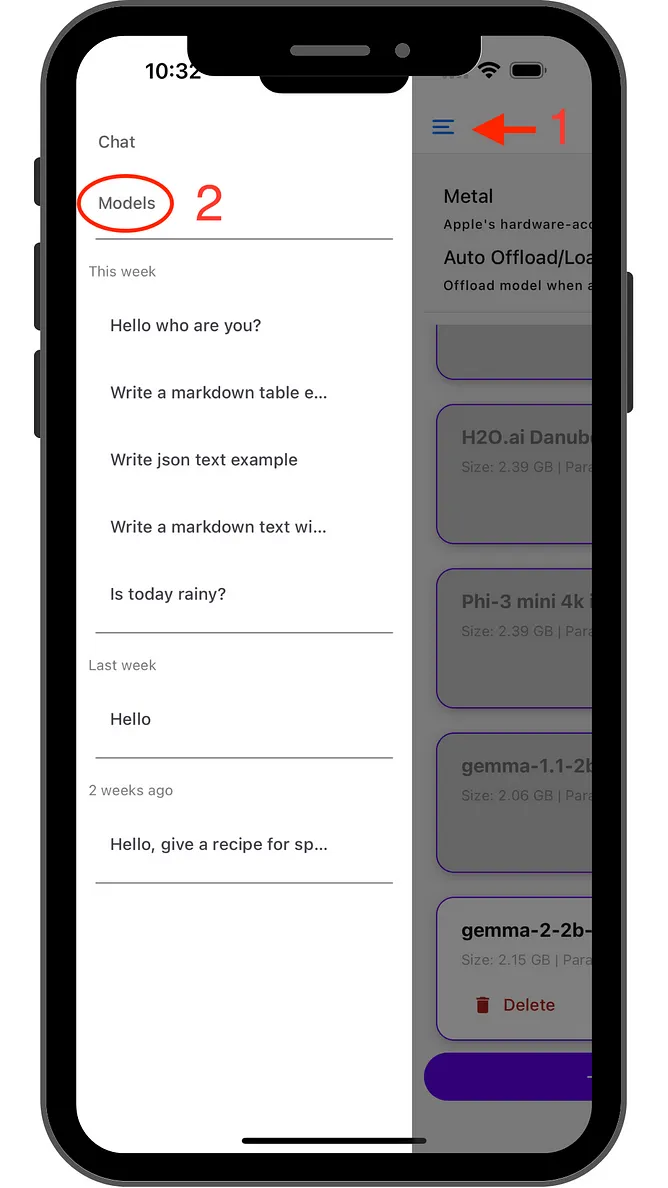 10:32
1
Chat
Models
2
This week
Hello who are you?
Write a markdown table e...
Write json text example
Write a markdown text wi...
Is today rainy?
Last week
Hello
2 weeks ago
Hello, give a recipe for sp...
Metal
Apple's
Auto Offload/Loa
Offload model when a
H2O.ai Danub
Size: 2.39 GB | Para
Phi-3 mini 4k i
Size: 2.39 GB | Para
gemma-1.1-2b
Size: 2.06 GB | Para
gemma-2-2b-
Size: 2.15 GB | Para
Delete